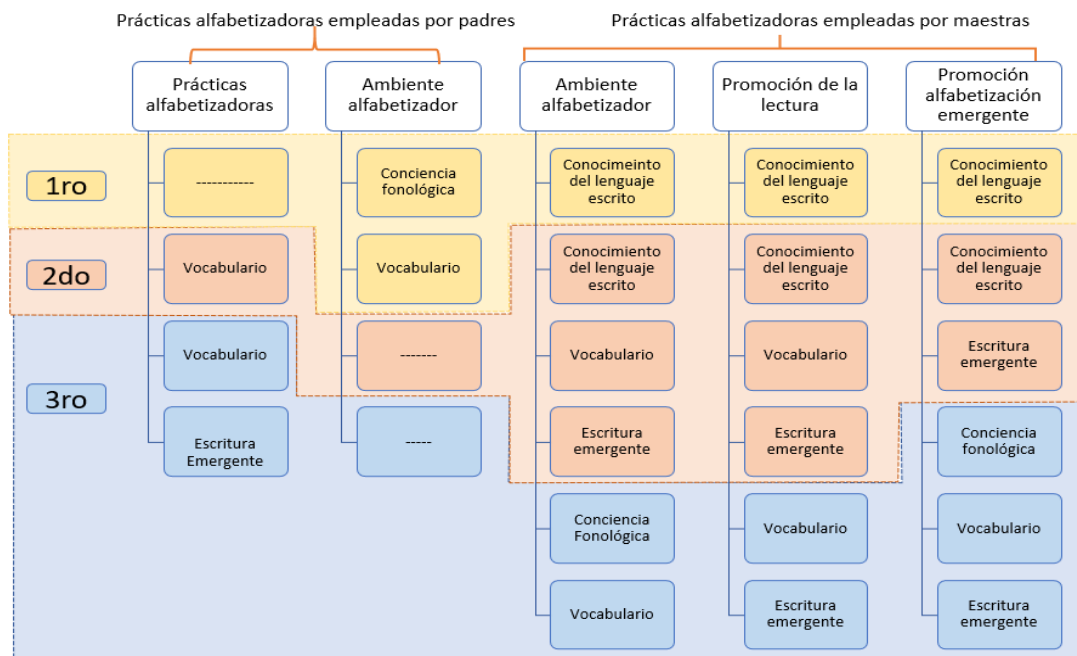 Prácticas alfabetizadoras empleadas por padres
Prácticas alfabetizadoras empleadas por maestras
Prácticas
alfabetizadoras
Ambiente
alfabetizador
Ambiente
alfabetizador
Promoción de la
lectura
Promoción
alfabetización
emergente
1ro
-----------
Conciencia
fonológica
Conocimeinto
del lenguaje
escrito
Conocimiento
del lenguaje
escrito
Conocimiento
del lenguaje
escrito
2do
Vocabulario
Vocabulario
Conocimiento
del lenguaje
escrito
Conocimiento
del lenguaje
escrito
Conocimiento
del lenguaje
escrito
3ro
Vocabulario
-------
Vocabulario
Vocabulario
Escritura
emergente
Escritura
Emergente
-----
Escritura
emergente
Escritura
emergente
Conciencia
fonológica
Conciencia
Fonológica
Vocabulario
Vocabulario
Vocabulario
Escritura
emergente
Escritura
emergente